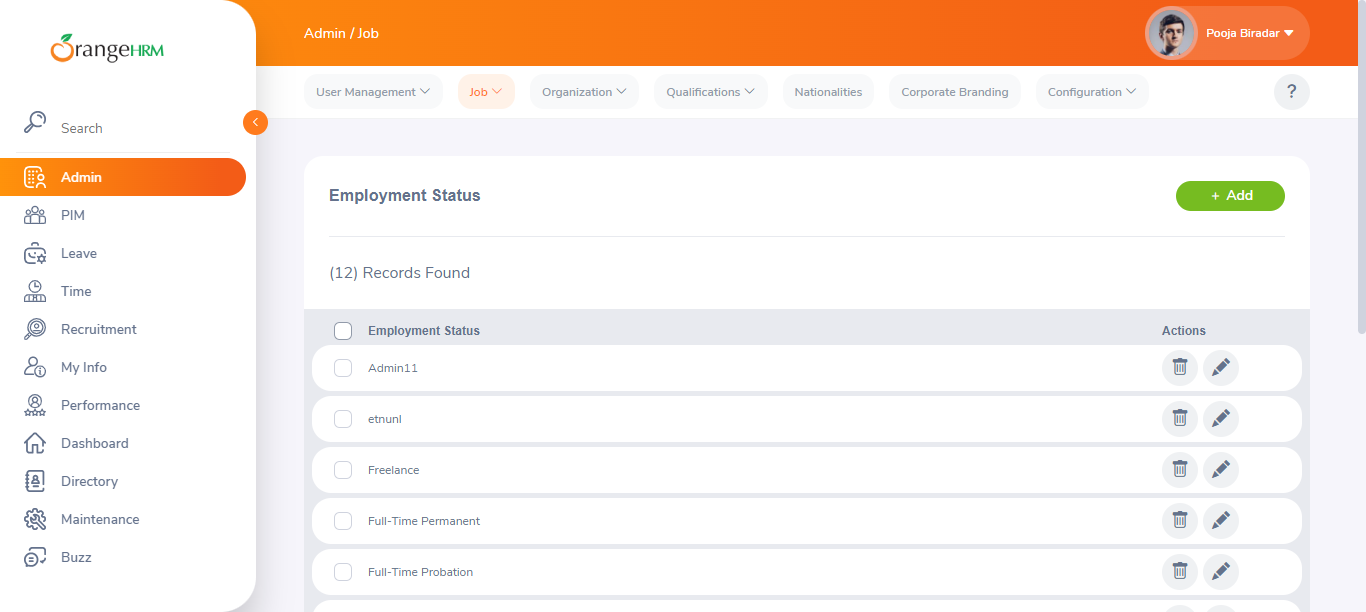 OrangeHRM
Search
Admin
PIM
Leave
Time
Recruitment
My Info
Performance
Dashboard
Directory
Maintenance
Buzz
Admin / Job
Pooja Biradar
User Management
Job
Organization
Qualifications
Nationalities
Corporate Branding
Configuration
?
Employment Status
+ Add
(12) Records Found
Employment Status
Actions
Admin11
etnunl
Freelance
Full-Time Permanent
Full-Time Probation